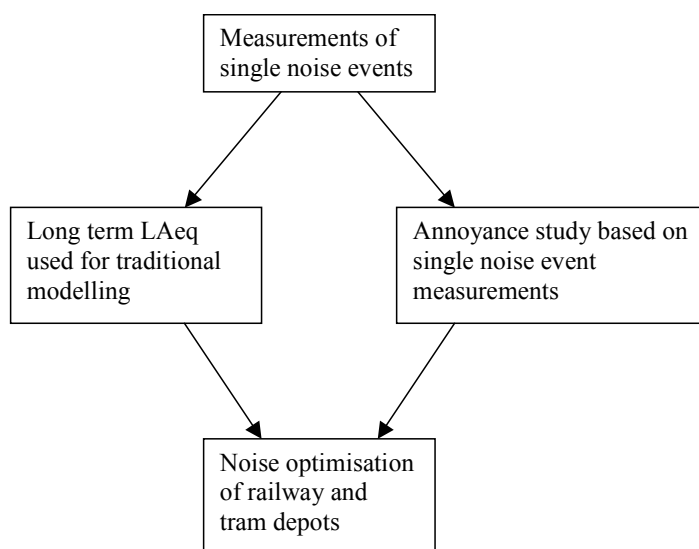 Measurements of
single noise events
Long term LAeq
used for traditional
modelling
Annoyance study based on
single noise event
measurements
Noise optimisation
of railway and
tram depots